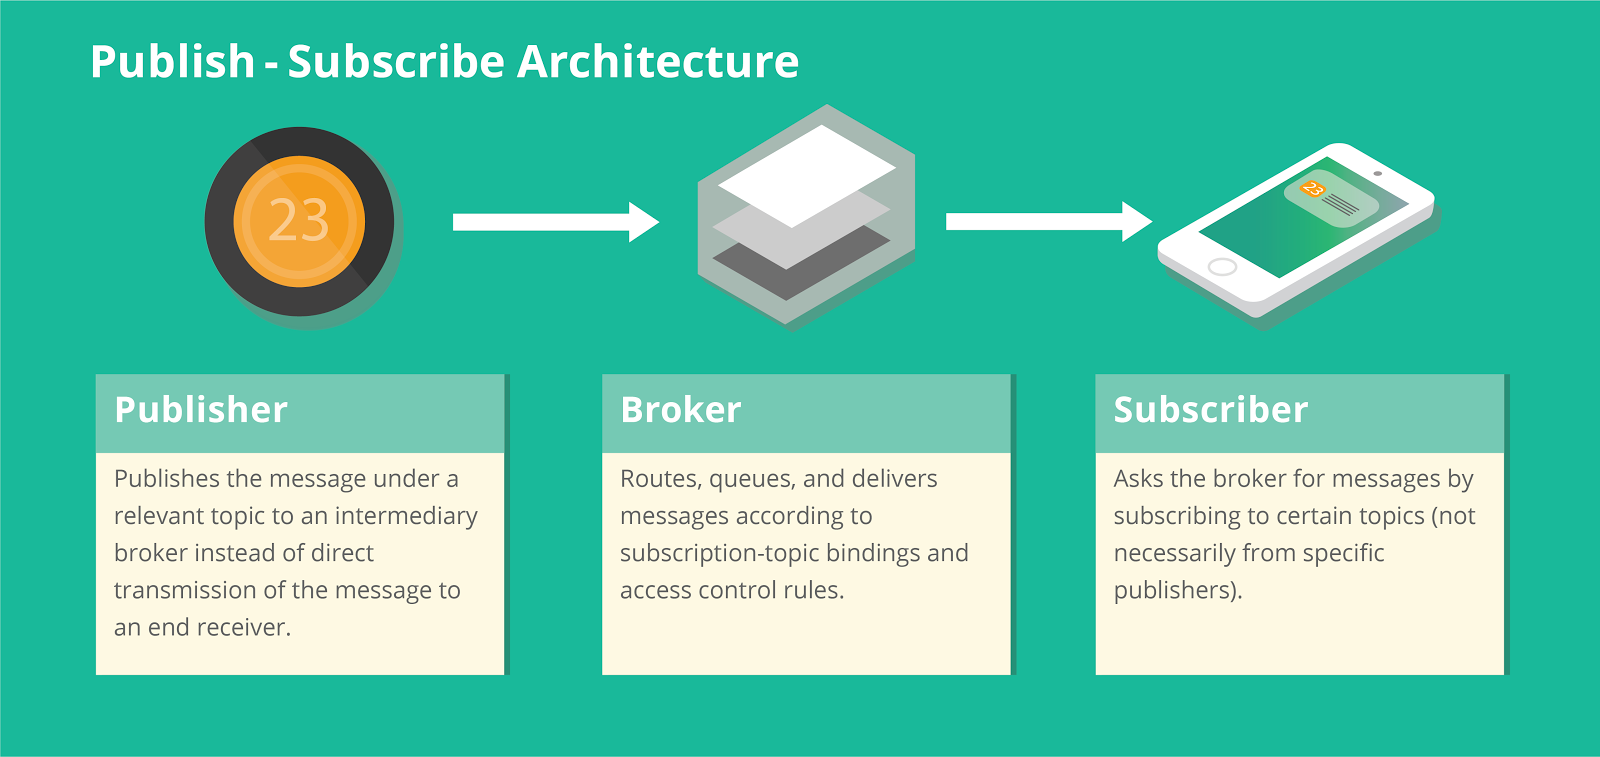 Publish - Subscribe Architecture
23
23
Publisher
Publishes the message under a
relevant topic to an intermediary
broker instead of direct
transmission of the message to
an end receiver.
Broker
Routes, queues, and delivers
messages according to
subscription-topic bindings and
access control rules.
Subscriber
Asks the broker for messages by
subscribing to certain topics (not
necessarily from specific
publishers).